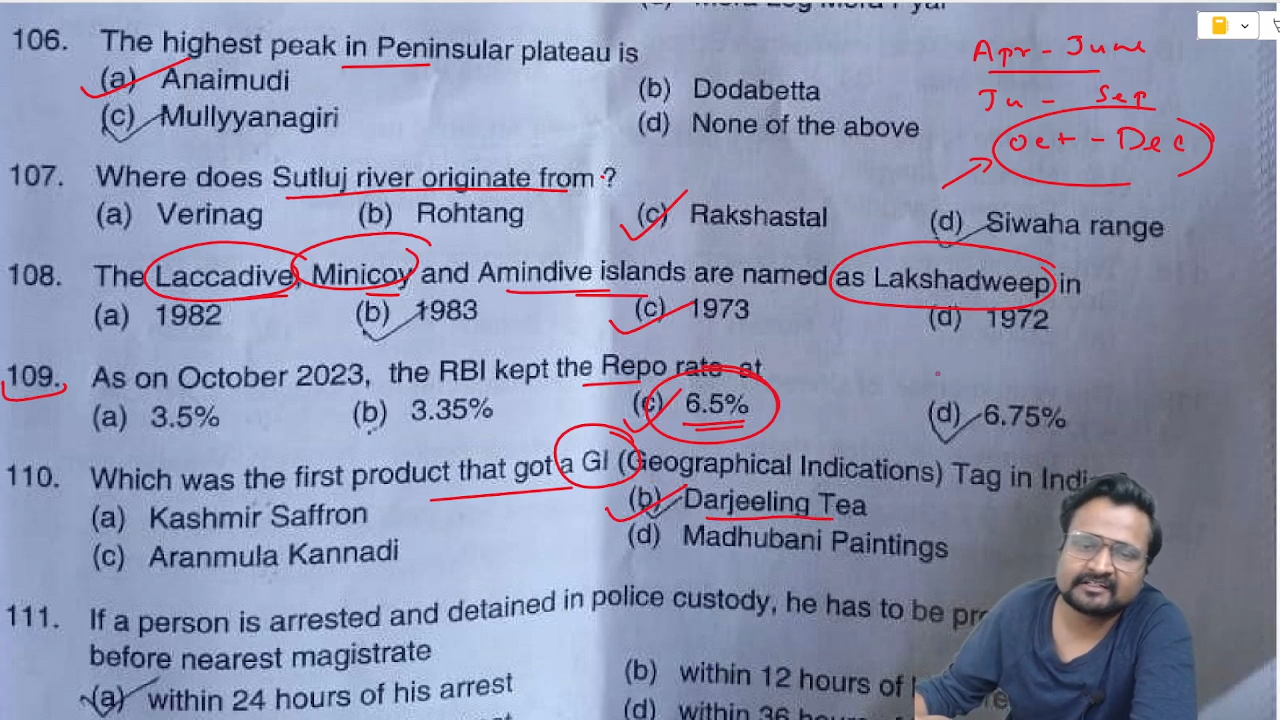 106. The highest peak in Peninsular plateau is
(a) Anaimudi
(b) Dodabetta
(c) Mullyyanagiri
(d) None of the above
Apr - June
Ju - Sep
Oct - Dec
107. Where does Sutluj river originate from ?
(a) Verinag (b) Rohtang (c) Rakshastal (d) Siwaha range
108. The Laccadive, Minicoy and Amindive islands are named as Lakshadweep in
(a) 1982 (b) 1983 (c) 1973 (d) 1972
109. As on October 2023, the RBI kept the Repo rate at
(a) 3.5% (b) 3.35% (c) 6.5% (d) 6.75%
110. Which was the first product that got a GI (Geographical Indications) Tag in
(a) Kashmir Saffron
(b) Darjeeling Tea
(c) Aranmula Kannadi
(d) Madhubani Paintings
111. If a person is arrested and detained in police custody, he has to be
before nearest magistrate
(a) within 24 hours of his arrest
(b) within 12 hours of
(d) within 36